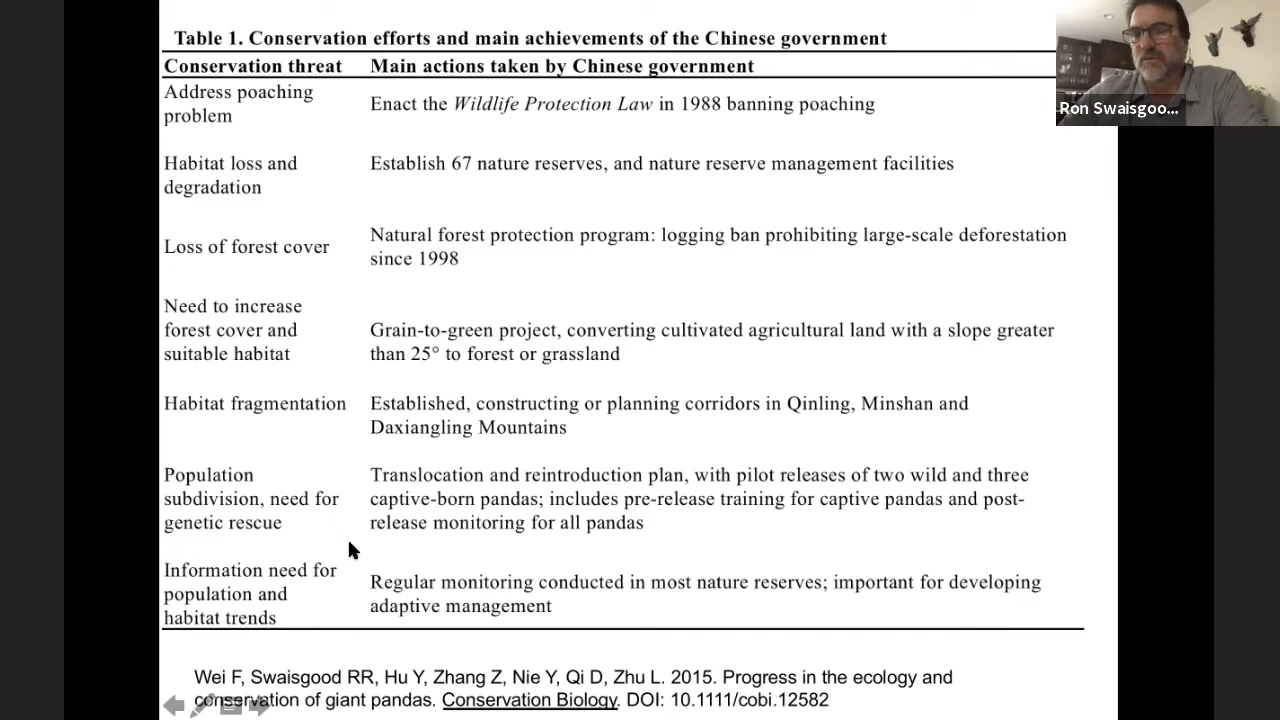 Table 1. Conservation efforts and main achievements of the Chinese government
Conservation threat Main actions taken by Chinese government
Address poaching
problem
Enact the Wildlife Protection Law in 1988 banning poaching
Habitat loss and
degradation
Establish 67 nature reserves, and nature reserve management facilities
Loss of forest cover
Natural forest protection program: logging ban prohibiting large-scale deforestation
since 1998
Need to increase
forest cover and
suitable habitat
Grain-to-green project, converting cultivated agricultural land with a slope greater
than 25° to forest or grassland
Habitat fragmentation
Established, constructing or planning corridors in Qinling, Minshan and
Daxiangling Mountains
Population
subdivision, need for
genetic rescue
Translocation and reintroduction plan, with pilot releases of two wild and three
captive-born pandas; includes pre-release training for captive pandas and post-
release monitoring for all pandas
Information need for
population and
habitat trends
Regular monitoring conducted in most nature reserves; important for developing
adaptive management
Wei F, Swaisgood RR, Hu Y, Zhang Z, Nie Y, Qi D, Zhu L. 2015. Progress in the ecology and
conservation of giant pandas. Conservation Biology. DOI: 10.1111/cobi.12582
Ron Swaisgoo...